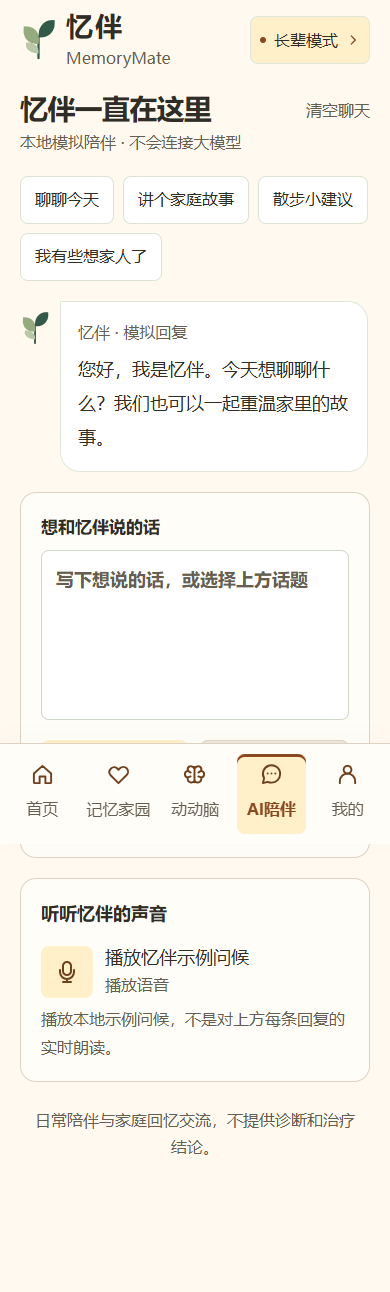 忆伴
MemoryMate
长辈模式
忆伴一直在这里
清空聊天
本地模拟陪伴 · 不会连接大模型
聊聊今天
讲个家庭故事
散步小建议
我有些想家人了
忆伴 · 模拟回复
您好，我是忆伴。今天想聊聊什
么？我们也可以一起重温家里的故
事。
想和忆伴说的话
写下想说的话，或选择上方话题
首页
记忆家园
动动脑
AI陪伴
我的
听听忆伴的声音
播放忆伴示例问候
播放语音
播放本地示例问候，不是对上方每条回复的
实时朗读。
日常陪伴与家庭回忆交流，不提供诊断和治疗
结论。